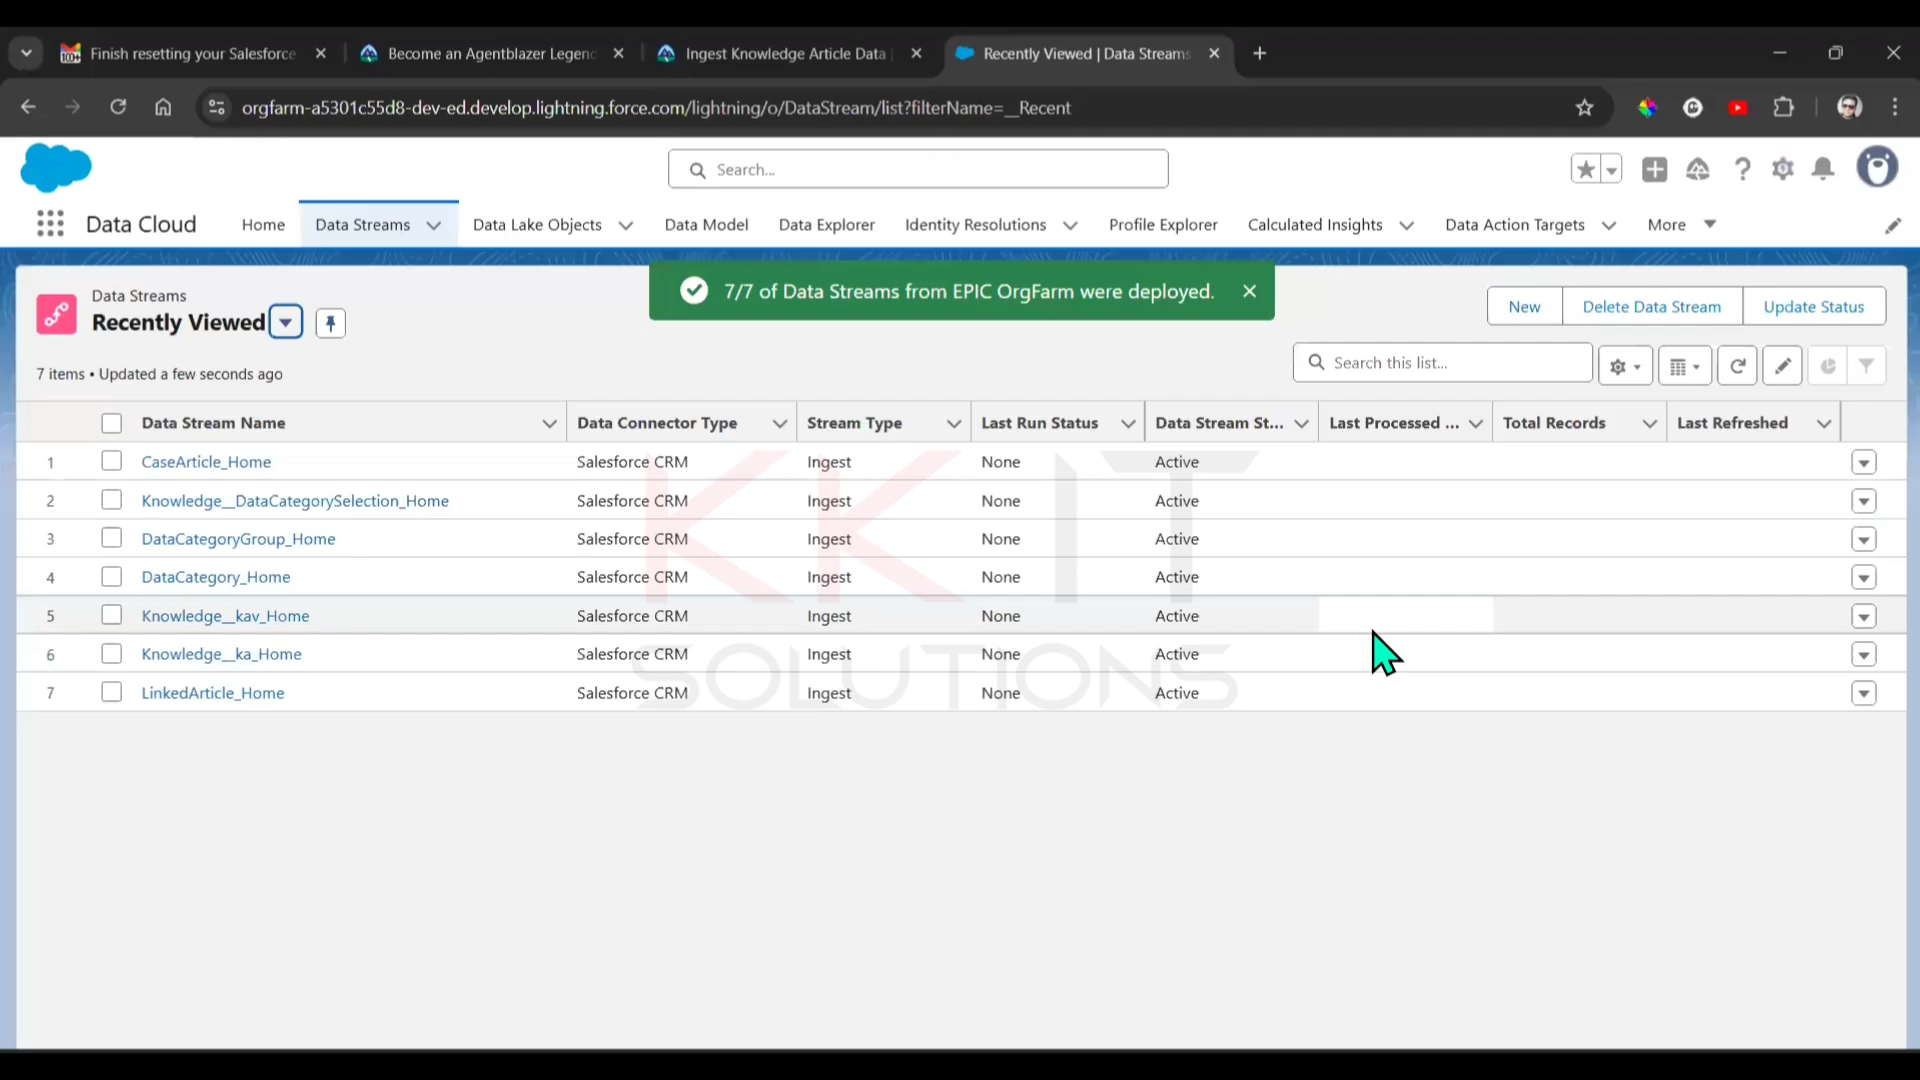 Finish resetting your Salesforce
Become an Agentblazer Legend
Ingest Knowledge Article Data |
Recently Viewed | Data Streams
orgfarm-a5301c55d8-dev-ed.develop.lightning.force.com/lightning/o/DataStream/list?filterName=__Recent
Search...
Data Cloud
Home
Data Streams
Data Lake Objects
Data Model
Data Explorer
Identity Resolutions
Profile Explorer
Calculated Insights
Data Action Targets
More
7/7 of Data Streams from EPIC OrgFarm were deployed.
Data Streams
Recently Viewed
New
Delete Data Stream
Update Status
7 items • Updated a few seconds ago
Search this list...
Data Stream Name Data Connector Type Stream Type Last Run Status Data Stream St... Last Processed ... Total Records Last Refreshed
1 CaseArticle_Home Salesforce CRM Ingest None Active
2 Knowledge__DataCategorySelection_Home Salesforce CRM Ingest None Active
3 DataCategoryGroup_Home Salesforce CRM Ingest None Active
4 DataCategory_Home Salesforce CRM Ingest None Active
5 Knowledge__kav_Home Salesforce CRM Ingest None Active
6 Knowledge__ka_Home Salesforce CRM Ingest None Active
7 LinkedArticle_Home Salesforce CRM Ingest None Active
KKIT
SOLUTIONS